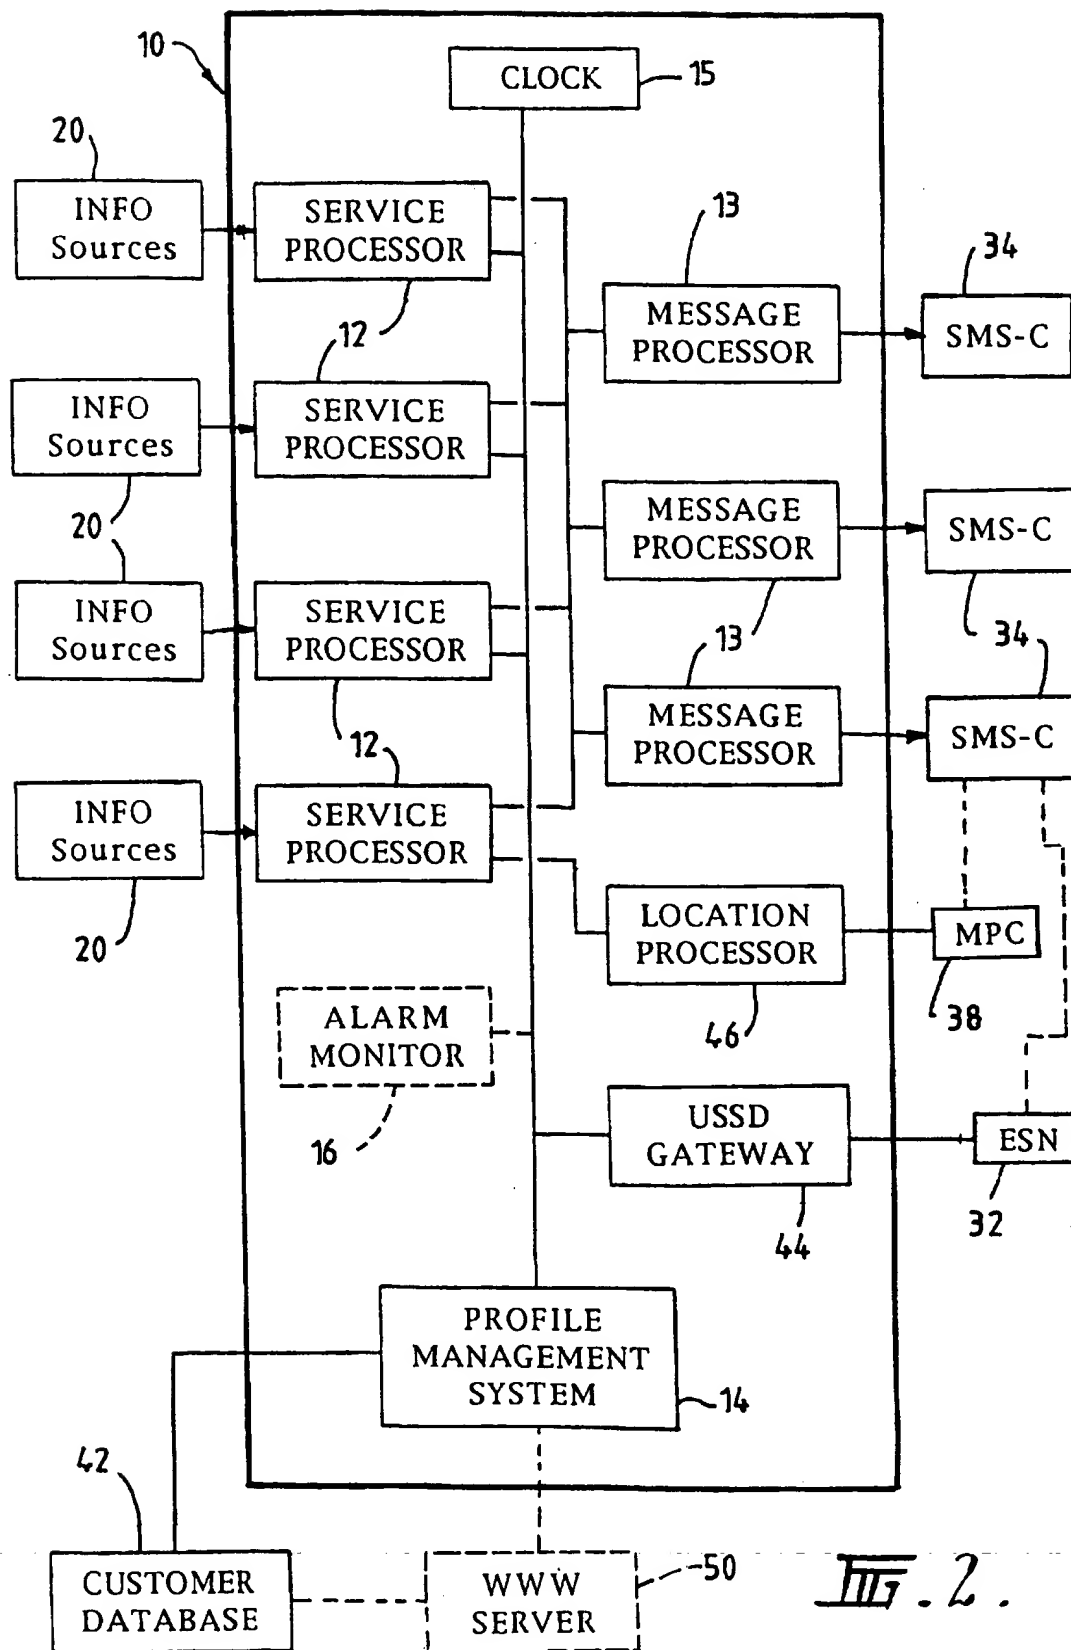 10
CLOCK
15
20
INFO
Sources
SERVICE
PROCESSOR
13
34
MESSAGE
PROCESSOR
SMS-C
12
INFO
Sources
SERVICE
PROCESSOR
20
MESSAGE
PROCESSOR
SMS-C
INFO
Sources
SERVICE
PROCESSOR
13
34
12
MESSAGE
PROCESSOR
SMS-C
INFO
Sources
SERVICE
PROCESSOR
20
LOCATION
PROCESSOR
MPC
46
38
ALARM
MONITOR
16
USSD
GATEWAY
ESN
44
32
PROFILE
MANAGEMENT
SYSTEM
14
42
CUSTOMER
DATABASE
WWW
SERVER
50
FIG. 2.